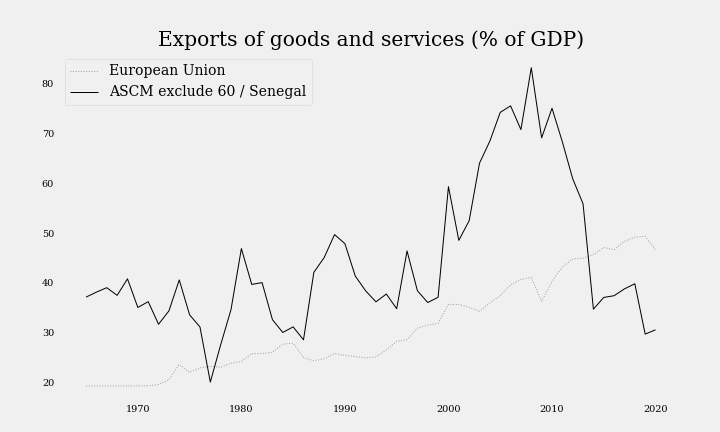 Exports of goods and services (% of GDP)
European Union
ASCM exclude 60 / Senegal
80
70
60
50
40
30
20
1970 1980 1990 2000 2010 2020